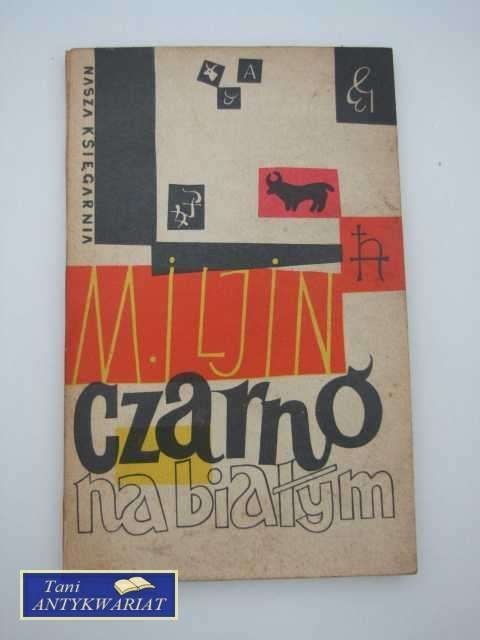 NASZA KSIĘGARNIA
A
M. ILJIN
czarno
na białym
Tani
ANTYKWARIAT